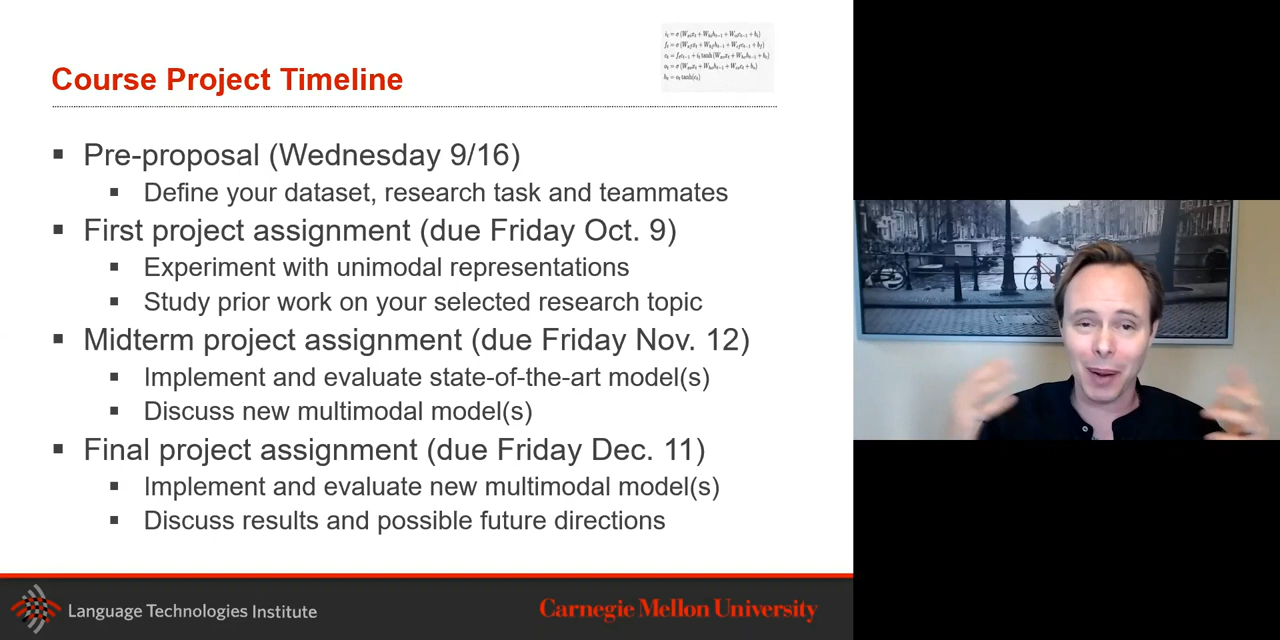 Course Project Timeline
▪ Pre-proposal (Wednesday 9/16)
▪ Define your dataset, research task and teammates
▪ First project assignment (due Friday Oct. 9)
▪ Experiment with unimodal representations
▪ Study prior work on your selected research topic
▪ Midterm project assignment (due Friday Nov. 12)
▪ Implement and evaluate state-of-the-art model(s)
▪ Discuss new multimodal model(s)
▪ Final project assignment (due Friday Dec. 11)
▪ Implement and evaluate new multimodal model(s)
▪ Discuss results and possible future directions
Language Technologies Institute
Carnegie Mellon University